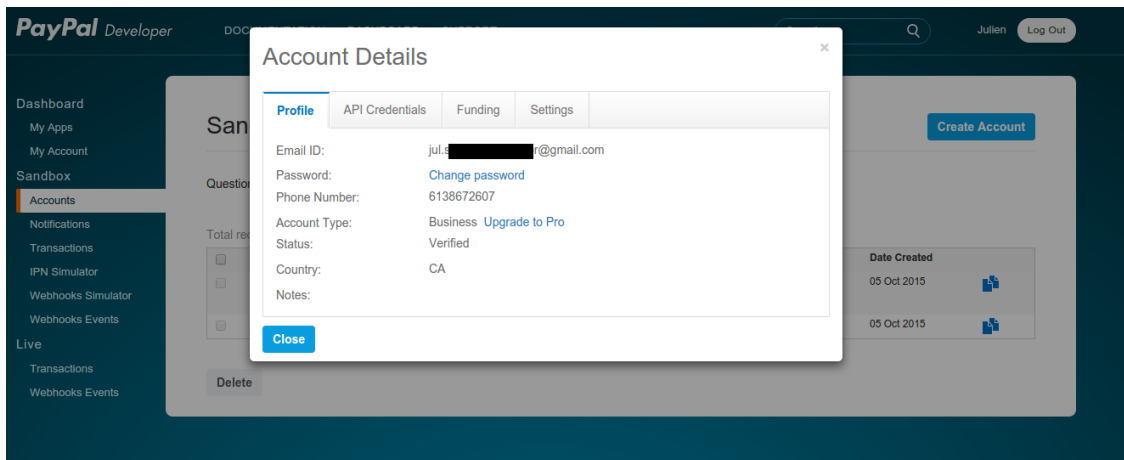 PayPal Developer
DOC
Julien
Log Out
Dashboard
My Apps
My Account
Sandbox
Accounts
Notifications
Transactions
IPN Simulator
Webhooks Simulator
Webhooks Events
Live
Transactions
Webhooks Events
San
Create Account
Question
Total rec
Date Created
05 Oct 2015
05 Oct 2015
Delete
Account Details
×
Profile API Credentials Funding Settings
Email ID: jul.s r@gmail.com
Password: Change password
Phone Number: 6138672607
Account Type: Business Upgrade to Pro
Status: Verified
Country: CA
Notes:
Close